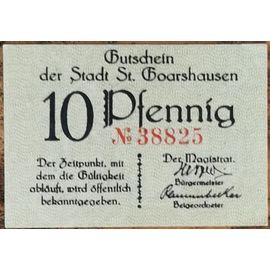 Gutschein
der Stadt St. Goarshausen
10 Pfennig
№ 38825
Der Zeitpunkt, mit
dem die Gültigkeit
abläuft, wird öffentlich
bekanntgegeben.
Der Magistrat.
Bürgermeister
Beigeordneter